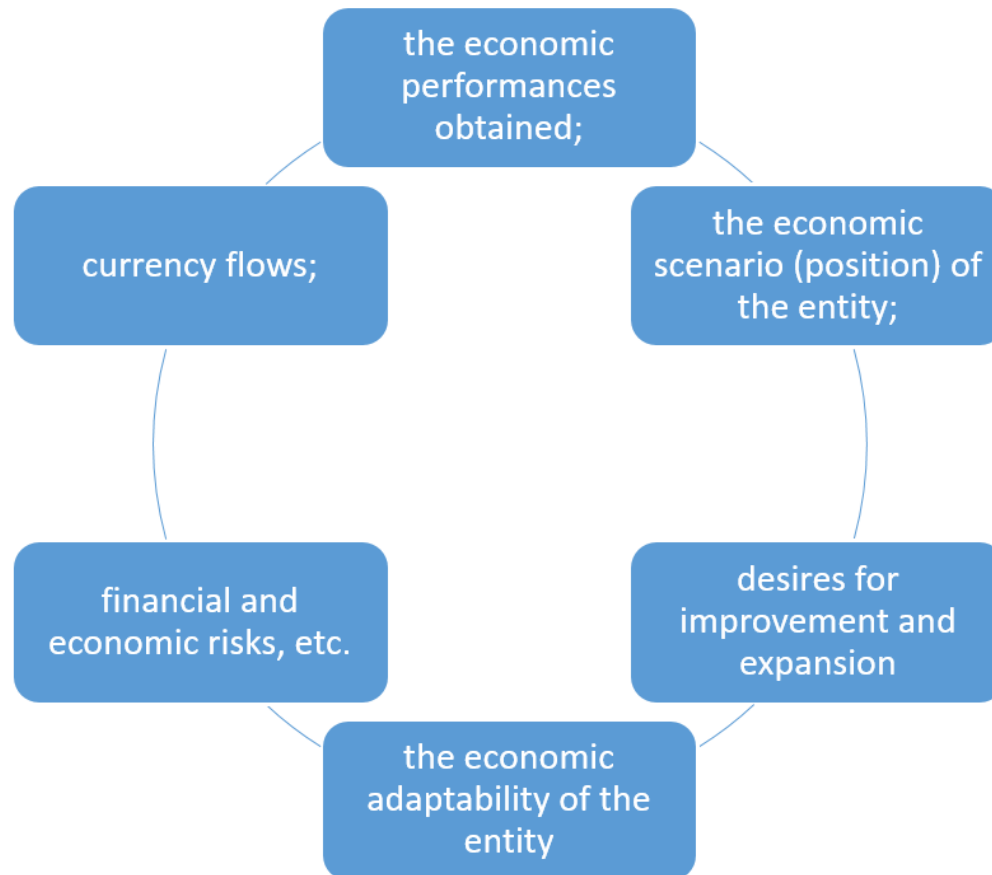 the economic
performances
obtained;
the economic
scenario (position) of
the entity;
desires for
improvement and
expansion
the economic
adaptability of the
entity
financial and
economic risks, etc.
currency flows;